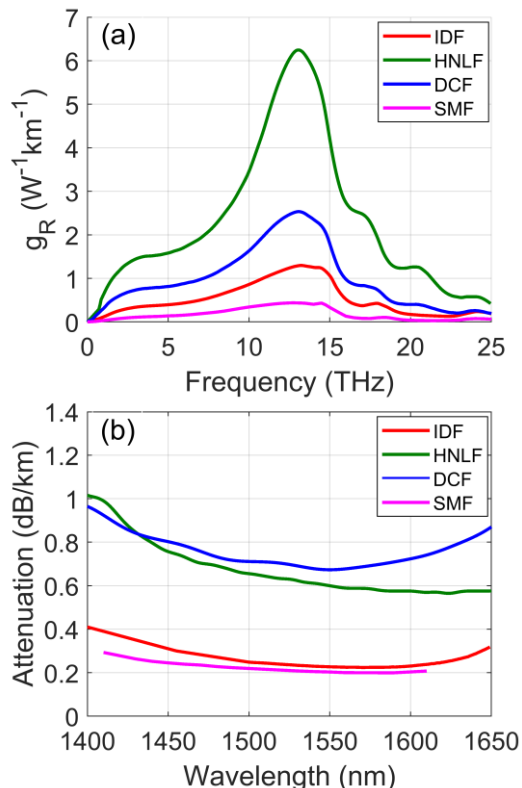 (a)
IDF
HNLF
DCF
SMF
g_R (W⁻¹km⁻¹)
7
6
5
4
3
2
1
0
0 5 10 15 20 25
Frequency (THz)
(b)
IDF
HNLF
DCF
SMF
Attenuation (dB/km)
1.4
1.2
1
0.8
0.6
0.4
0.2
0
1400 1450 1500 1550 1600 1650
Wavelength (nm)